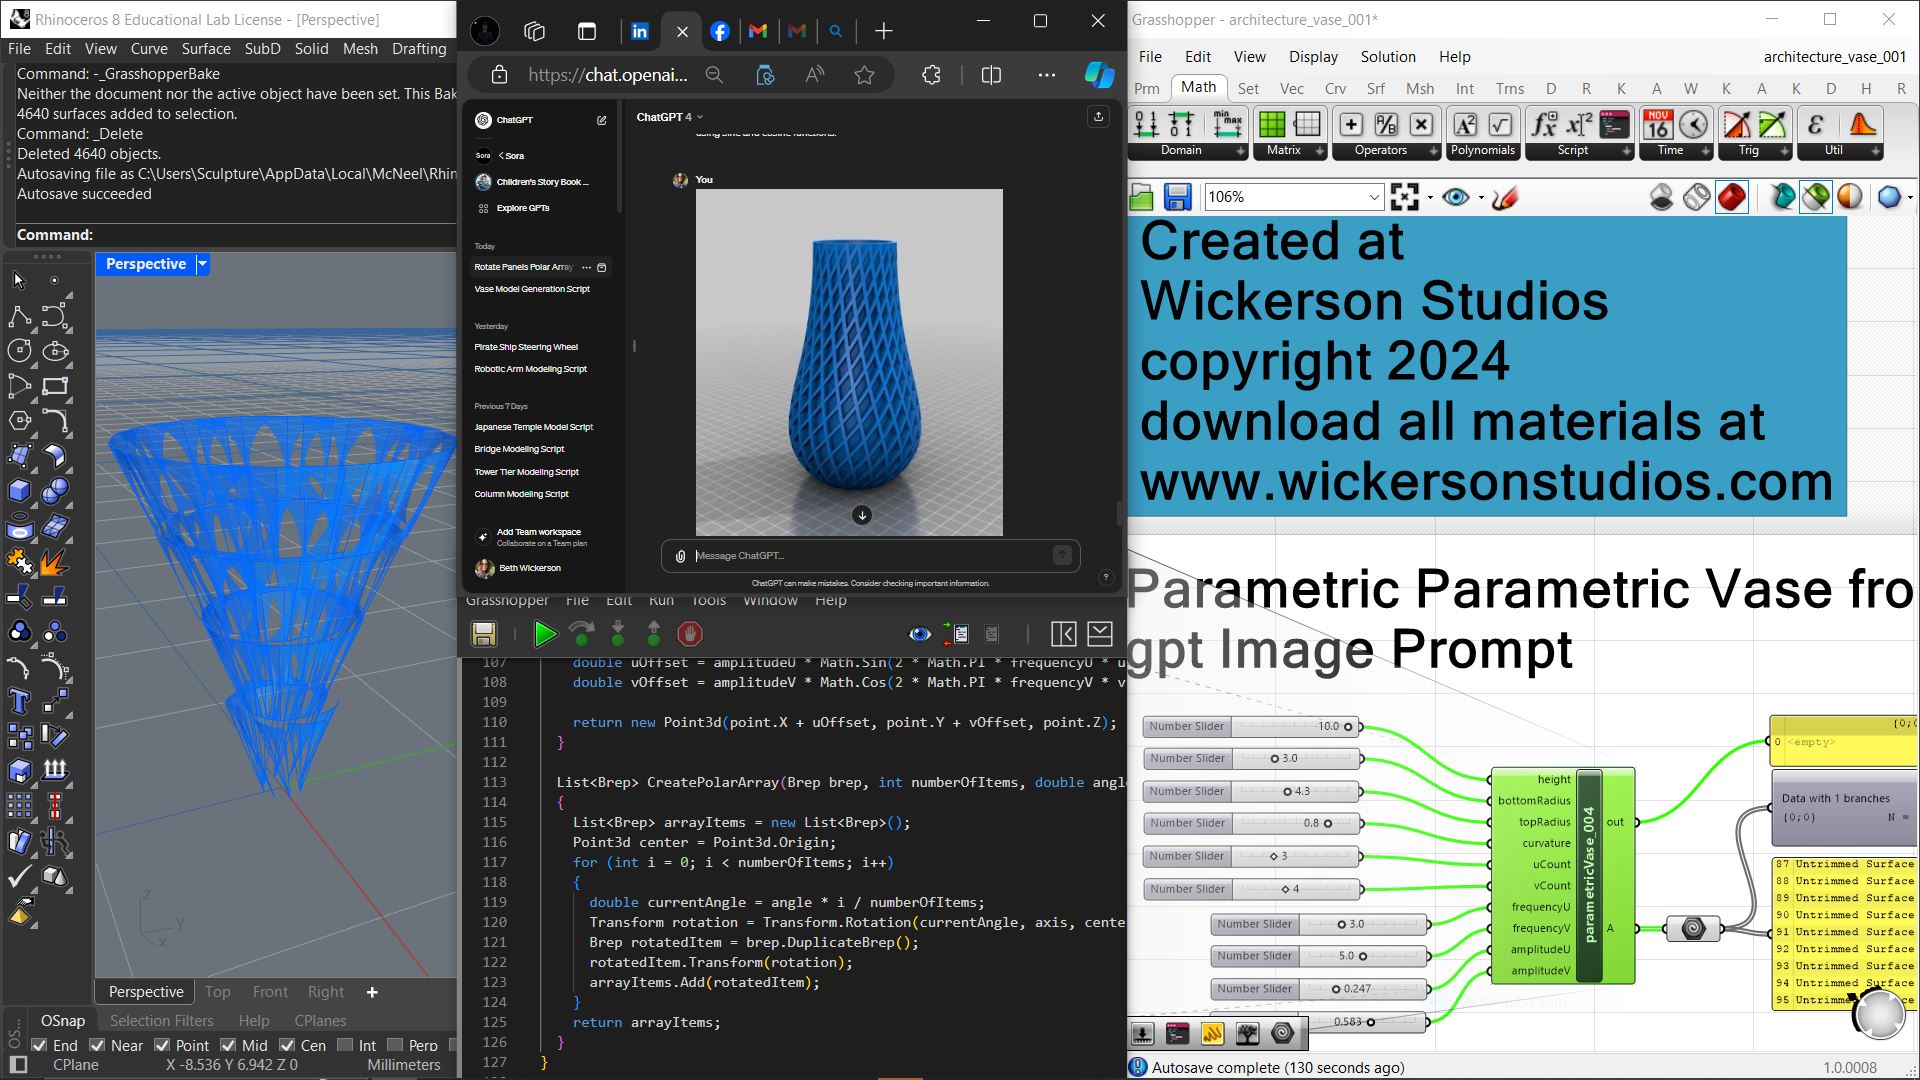 Rhinoceros 8 Educational Lab License - [Perspective]
File Edit View Curve Surface SubD Solid Mesh Drafting
Command: -_GrasshopperBake
Neither the document nor the active object have been set. This Bak
4640 surfaces added to selection.
Command: _Delete
Deleted 4640 objects.
Autosaving file as C:\Users\Sculpture\AppData\Local\McNeel\Rhin
Autosave succeeded
Command:
Perspective
z
y
x
Perspective Top Front Right
OSnap Selection Filters Help CPlanes
End Near Point Mid Cen Int Perp
CPlane X -8.536 Y 6.942 Z 0 Millimeters
https://chat.openai...
ChatGPT
Sora < Sora
Children's Story Book ...
Explore GPTs
Today
Rotate Panels Polar Array
Vase Model Generation Script
Yesterday
Pirate Ship Steering Wheel
Robotic Arm Modeling Script
Previous 7 Days
Japanese Temple Model Script
Bridge Modeling Script
Tower Tier Modeling Script
Column Modeling Script
Add Team workspace
Collaborate on a Team plan
Beth Wickerson
ChatGPT 4
using sine and cosine functions.
You
Message ChatGPT...
ChatGPT can make mistakes. Consider checking important information.
?
Grasshopper File Edit Run Tools Window Help
107 double uOffset = amplitudeU * Math.Sin(2 * Math.PI * frequencyU * u
108 double vOffset = amplitudeV * Math.Cos(2 * Math.PI * frequencyV * v
109
110 return new Point3d(point.X + uOffset, point.Y + vOffset, point.Z);
111 }
112
113 List<Brep> CreatePolarArray(Brep brep, int numberOfItems, double angl
114 {
115 List<Brep> arrayItems = new List<Brep>();
116 Point3d center = Point3d.Origin;
117 for (int i = 0; i < numberOfItems; i++)
118 {
119 double currentAngle = angle * i / numberOfItems;
120 Transform rotation = Transform.Rotation(currentAngle, axis, cente
121 Brep rotatedItem = brep.DuplicateBrep();
122 rotatedItem.Transform(rotation);
123 arrayItems.Add(rotatedItem);
124 }
125 return arrayItems;
126 }
127 }
Grasshopper - architecture_vase_001*
File Edit View Display Solution Help architecture_vase_001
Prm Math Set Vec Crv Srf Msh Int Trns D R K A W K A K D H R
Domain Matrix Operators Polynomials Script Time Trig Util
106%
Created at
Wickerson Studios
copyright 2024
download all materials at
www.wickersonstudios.com
Parametric Parametric Vase fro
gpt Image Prompt
Number Slider 10.0
Number Slider 3.0
Number Slider 4.3
Number Slider 0.8
Number Slider 3
Number Slider 4
Number Slider 3.0
Number Slider 5.0
Number Slider 0.247
0.583
height
bottomRadius
topRadius
curvature
uCount
vCount
frequencyU
frequencyV
amplitudeU
amplitudeV
parametricVase_004
out
A
{0;0
0 <empty>
Data with 1 branches
{0;0} N =
87 Untrimmed Surface
88 Untrimmed Surface
89 Untrimmed Surface
90 Untrimmed Surface
91 Untrimmed Surface
92 Untrimmed Surface
93 Untrimmed Surface
94 Untrimmed Surface
95 Untrimme Surface
Autosave complete (130 seconds ago) 1.0.0008